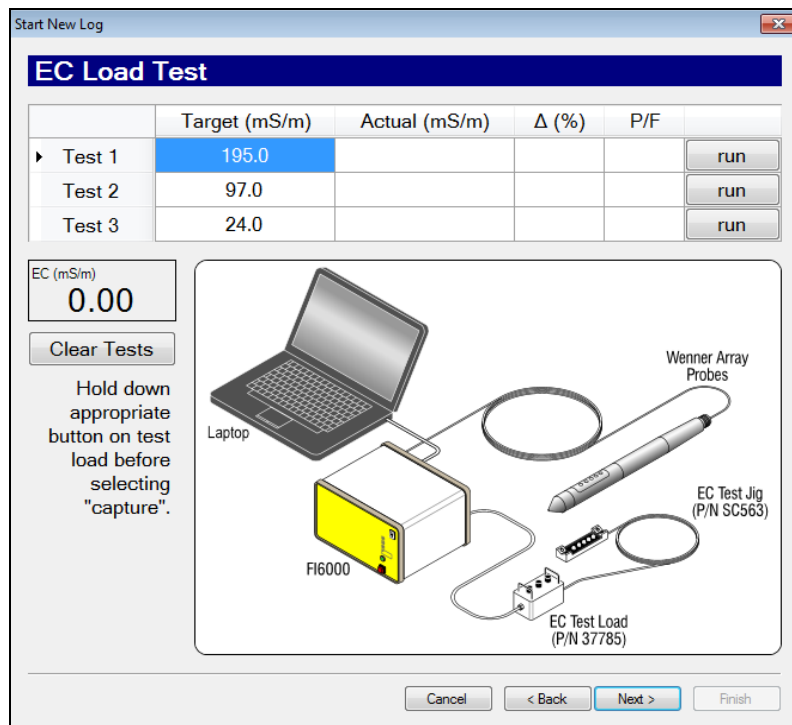 Start New Log
EC Load Test
Target (mS/m) Actual (mS/m) Δ (%) P/F
Test 1 195.0 run
Test 2 97.0 run
Test 3 24.0 run
EC (mS/m)
0.00
Clear Tests
Hold down
appropriate
button on test
load before
selecting
"capture".
Laptop
Wenner Array
Probes
EC Test Jig
(P/N SC563)
FI6000
EC Test Load
(P/N 37785)
Cancel < Back Next > Finish